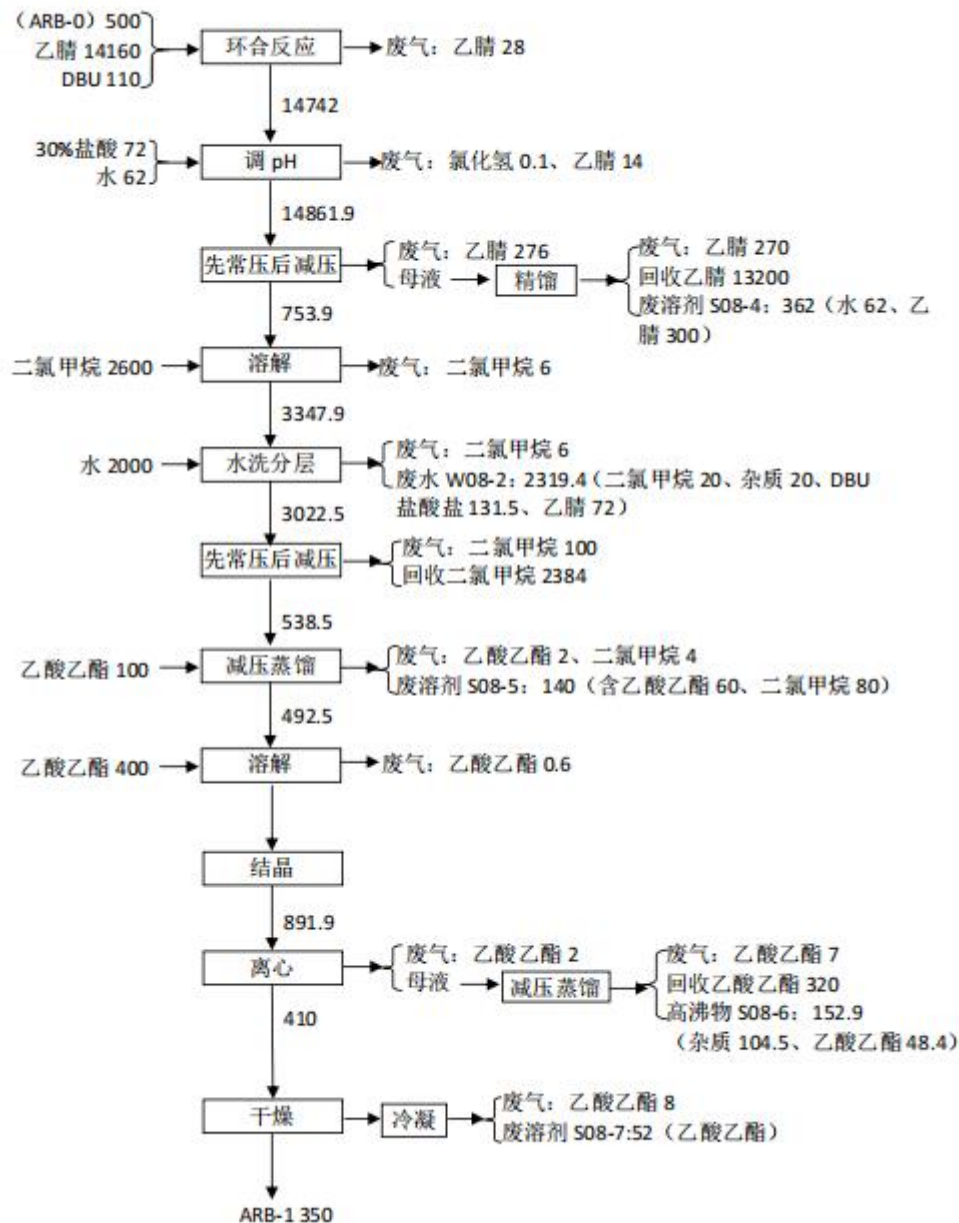 （ARB-0）500
乙腈 14160
DBU 110
环合反应
废气：乙腈 28
14742
30%盐酸 72
水 62
调 pH
废气：氯化氢 0.1、乙腈 14
14861.9
先常压后减压
废气：乙腈 276
母液
精馏
废气：乙腈 270
回收乙腈 13200
废溶剂 S08-4：362（水 62、乙
腈 300）
753.9
二氯甲烷 2600
溶解
废气：二氯甲烷 6
3347.9
水 2000
水洗分层
废气：二氯甲烷 6
废水 W08-2：2319.4（二氯甲烷 20、杂质 20、DBU
盐酸盐 131.5、乙腈 72）
3022.5
先常压后减压
废气：二氯甲烷 100
回收二氯甲烷 2384
538.5
乙酸乙酯 100
减压蒸馏
废气：乙酸乙酯 2、二氯甲烷 4
废溶剂 S08-5：140（含乙酸乙酯 60、二氯甲烷 80）
492.5
乙酸乙酯 400
溶解
废气：乙酸乙酯 0.6
结晶
891.9
离心
废气：乙酸乙酯 2
母液
减压蒸馏
废气：乙酸乙酯 7
回收乙酸乙酯 320
高沸物 S08-6：152.9
（杂质 104.5、乙酸乙酯 48.4）
410
干燥
冷凝
废气：乙酸乙酯 8
废溶剂 S08-7:52（乙酸乙酯）
ARB-1 350